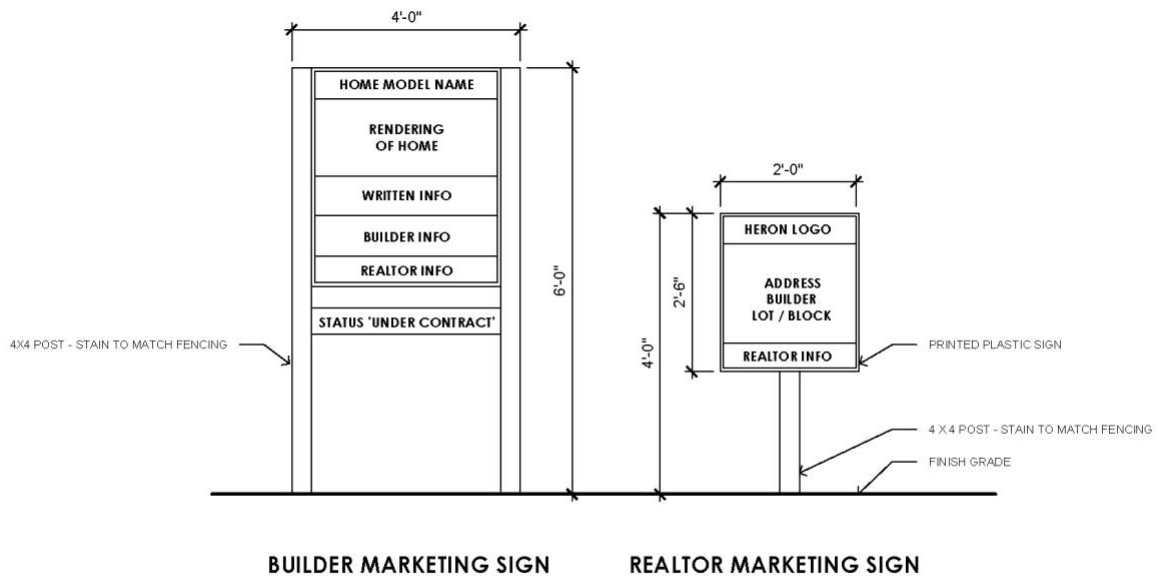 4'-0"
HOME MODEL NAME
RENDERING
OF HOME
WRITTEN INFO
BUILDER INFO
REALTOR INFO
STATUS 'UNDER CONTRACT'
4X4 POST - STAIN TO MATCH FENCING
6'-0"
2'-0"
HERON LOGO
ADDRESS
BUILDER
LOT / BLOCK
REALTOR INFO
2'-6"
4'-0"
PRINTED PLASTIC SIGN
4 X 4 POST - STAIN TO MATCH FENCING
FINISH GRADE
BUILDER MARKETING SIGN
REALTOR MARKETING SIGN